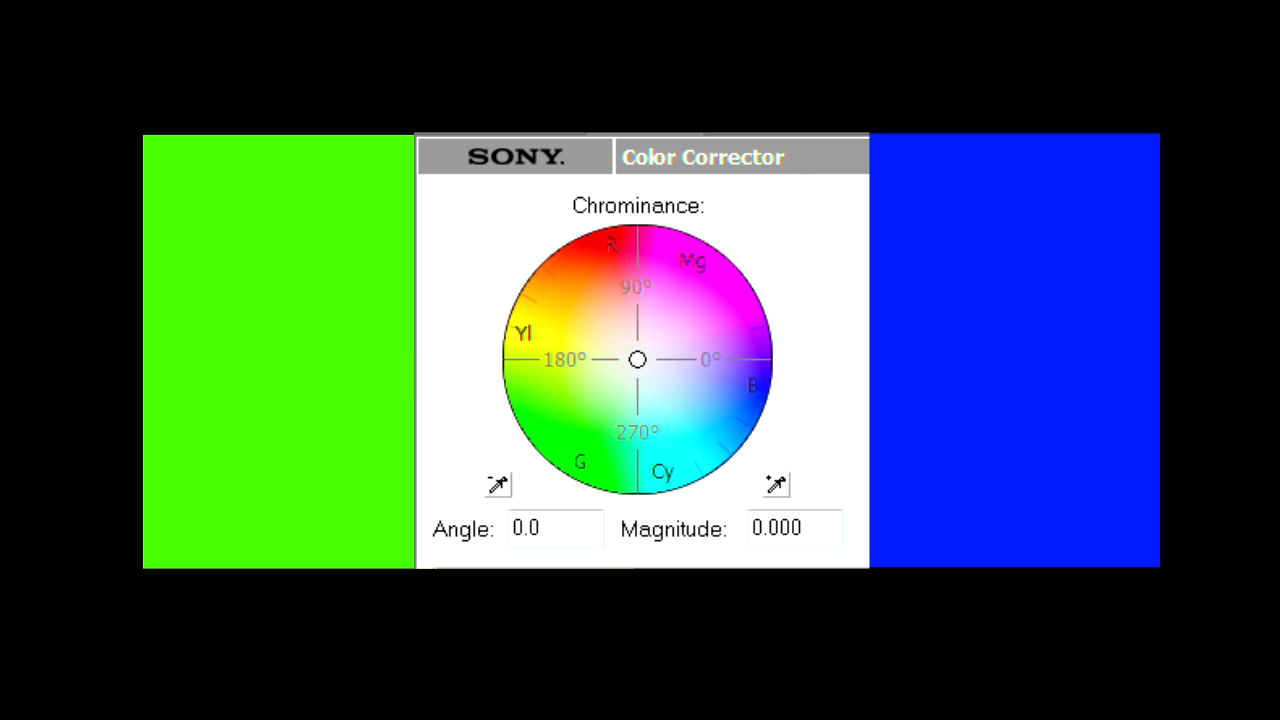 SONY. Color Corrector
Chrominance:
R
Mg
90°
Yl
180° 0°
B
270°
G
Cy
Angle: 0.0 Magnitude: 0.000